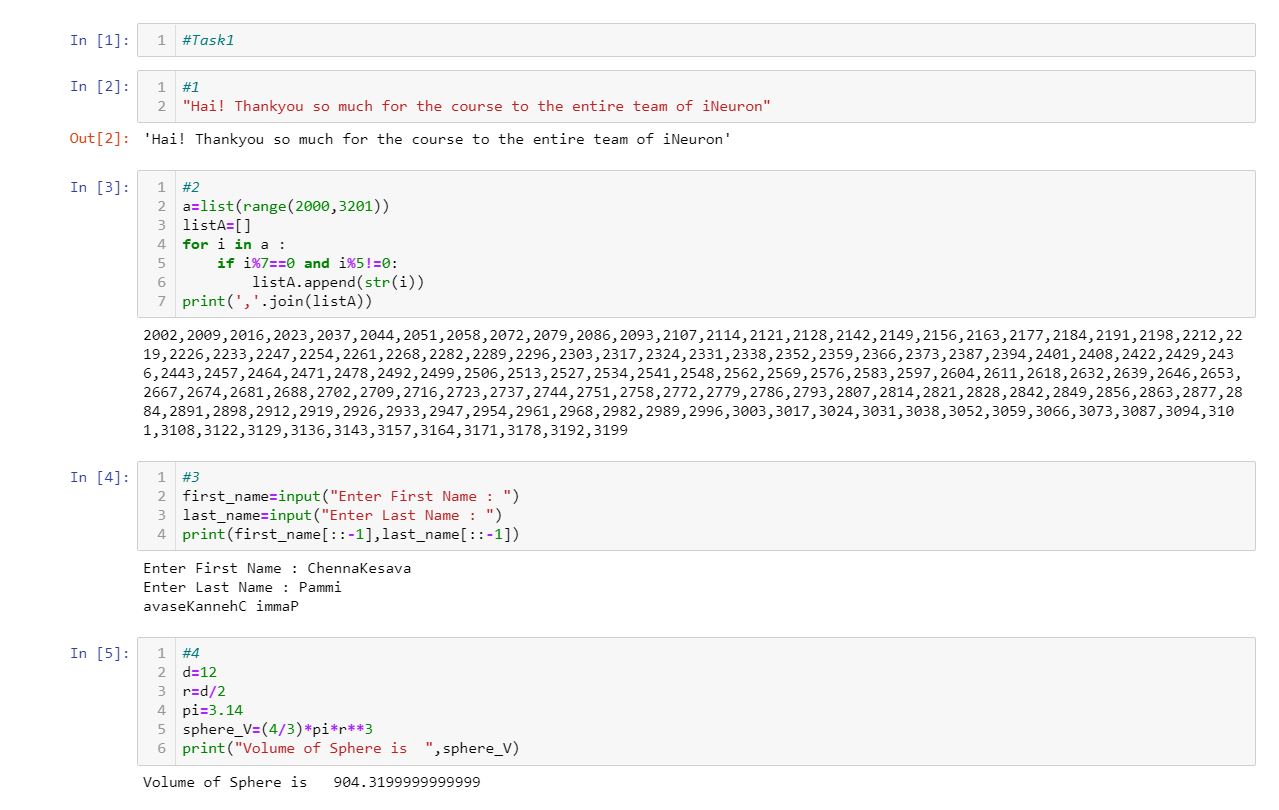 In [1]: 1 #Task1
In [2]: 1 #1
2 "Hai! Thankyou so much for the course to the entire team of iNeuron"
Out[2]: 'Hai! Thankyou so much for the course to the entire team of iNeuron'
In [3]: 1 #2
2 a=list(range(2000,3201))
3 listA=[]
4 for i in a :
5     if i%7==0 and i%5!=0:
6         listA.append(str(i))
7 print(','.join(listA))
2002,2009,2016,2023,2037,2044,2051,2058,2072,2079,2086,2093,2107,2114,2121,2128,2142,2149,2156,2163,2177,2184,2191,2198,2212,22
19,2226,2233,2247,2254,2261,2268,2282,2289,2296,2303,2317,2324,2331,2338,2352,2359,2366,2373,2387,2394,2401,2408,2422,2429,243
6,2443,2457,2464,2471,2478,2492,2499,2506,2513,2527,2534,2541,2548,2562,2569,2576,2583,2597,2604,2611,2618,2632,2639,2646,2653,
2667,2674,2681,2688,2702,2709,2716,2723,2737,2744,2751,2758,2772,2779,2786,2793,2807,2814,2821,2828,2842,2849,2856,2863,2877,28
84,2891,2898,2912,2919,2926,2933,2947,2954,2961,2968,2982,2989,2996,3003,3017,3024,3031,3038,3052,3059,3066,3073,3087,3094,310
1,3108,3122,3129,3136,3143,3157,3164,3171,3178,3192,3199
In [4]: 1 #3
2 first_name=input("Enter First Name : ")
3 last_name=input("Enter Last Name : ")
4 print(first_name[::-1],last_name[::-1])
Enter First Name : ChennaKesava
Enter Last Name : Pammi
avaseKannehC immaP
In [5]: 1 #4
2 d=12
3 r=d/2
4 pi=3.14
5 sphere_V=(4/3)*pi*r**3
6 print("Volume of Sphere is  ",sphere_V)
Volume of Sphere is   904.3199999999999